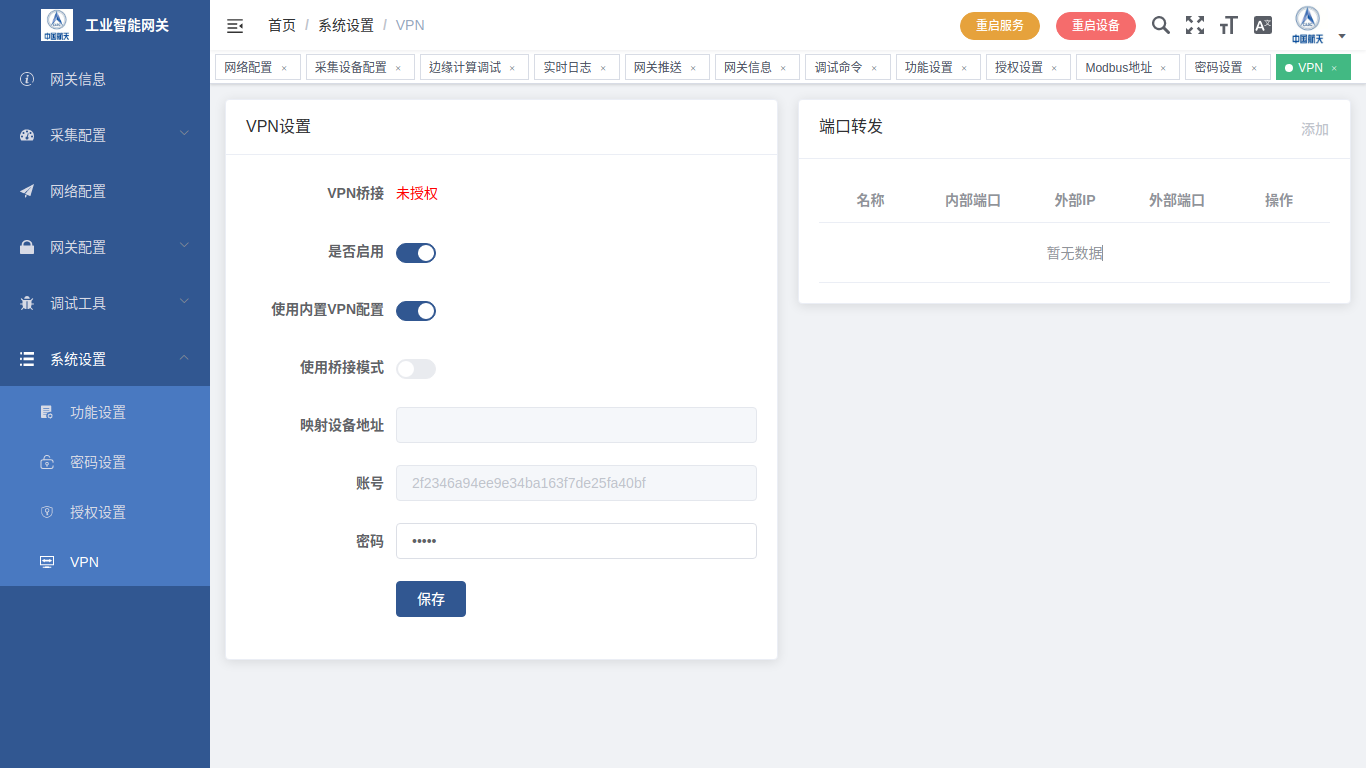 中国航天
工业智能网关
首页 / 系统设置 / VPN
重启服务
重启设备
中国航天
网关信息
采集配置
网络配置
网关配置
调试工具
系统设置
功能设置
密码设置
授权设置
VPN
网络配置 × 采集设备配置 × 边缘计算调试 × 实时日志 × 网关推送 × 网关信息 × 调试命令 × 功能设置 × 授权设置 × Modbus地址 × 密码设置 × VPN ×
VPN设置
VPN桥接 未授权
是否启用
使用内置VPN配置
使用桥接模式
映射设备地址
账号 2f2346a94ee9e34ba163f7de25fa40bf
密码 •••••
保存
端口转发
添加
名称 内部端口 外部IP 外部端口 操作
暂无数据